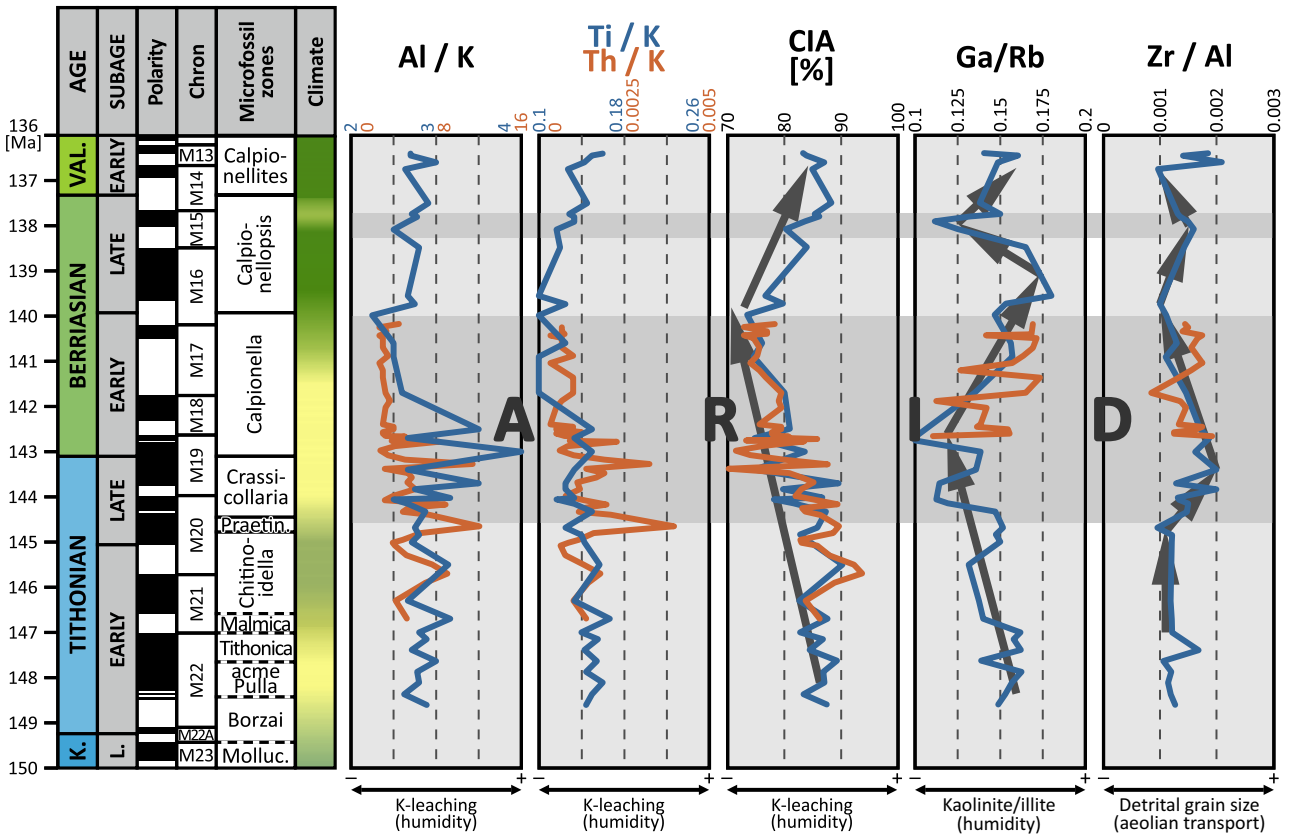 AGE
SUBAGE
Polarity
Chron
Microfossil
zones
Climate
Al / K
Ti / K
Th / K
CIA
[%]
Ga/Rb
Zr / Al
2
0
3
8
4
16
0.1
0
0.18
0.0025
0.26
0.005
70
80
90
100
0.1
0.125
0.15
0.175
0.2
0
0.001
0.002
0.003
136
[Ma]
137
138
139
140
141
142
143
144
145
146
147
148
149
150
VAL.
BERRIASIAN
TITHONIAN
K.
EARLY
LATE
EARLY
LATE
EARLY
L.
M13
M14
M15
M16
M17
M18
M19
M20
M21
M22
M22A
M23
Calpio-
nellites
Calpio-
nellopsis
Calpionella
Crassi-
collaria
Praetin.
Chitino-
idella
Malmica
Tithonica
acme
Pulla
Borzai
Molluc.
A R I D
− +
K-leaching
(humidity)
− +
K-leaching
(humidity)
− +
K-leaching
(humidity)
− +
Kaolinite/illite
(humidity)
− +
Detrital grain size
(aeolian transport)